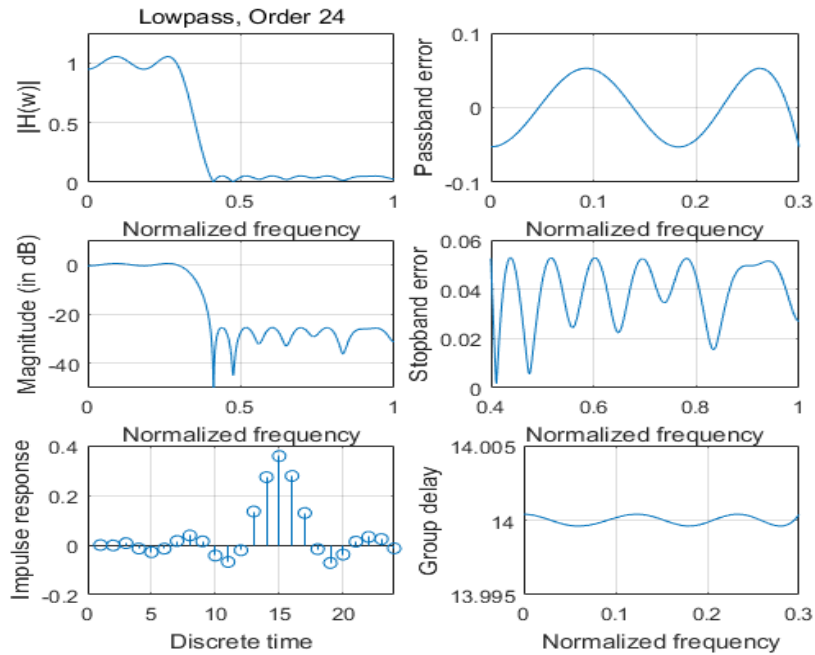 Lowpass, Order 24
|H(w)|
1
0.5
0
0 0.5 1
Normalized frequency
Passband error
0.1
0
-0.1
0 0.1 0.2 0.3
Normalized frequency
Magnitude (in dB)
0
-20
-40
0 0.5 1
Normalized frequency
Stopband error
0.06
0.04
0.02
0
0.4 0.6 0.8 1
Normalized frequency
Impulse response
0.4
0.2
0
-0.2
0 5 10 15 20
Discrete time
Group delay
14.005
14
13.995
0 0.1 0.2 0.3
Normalized frequency